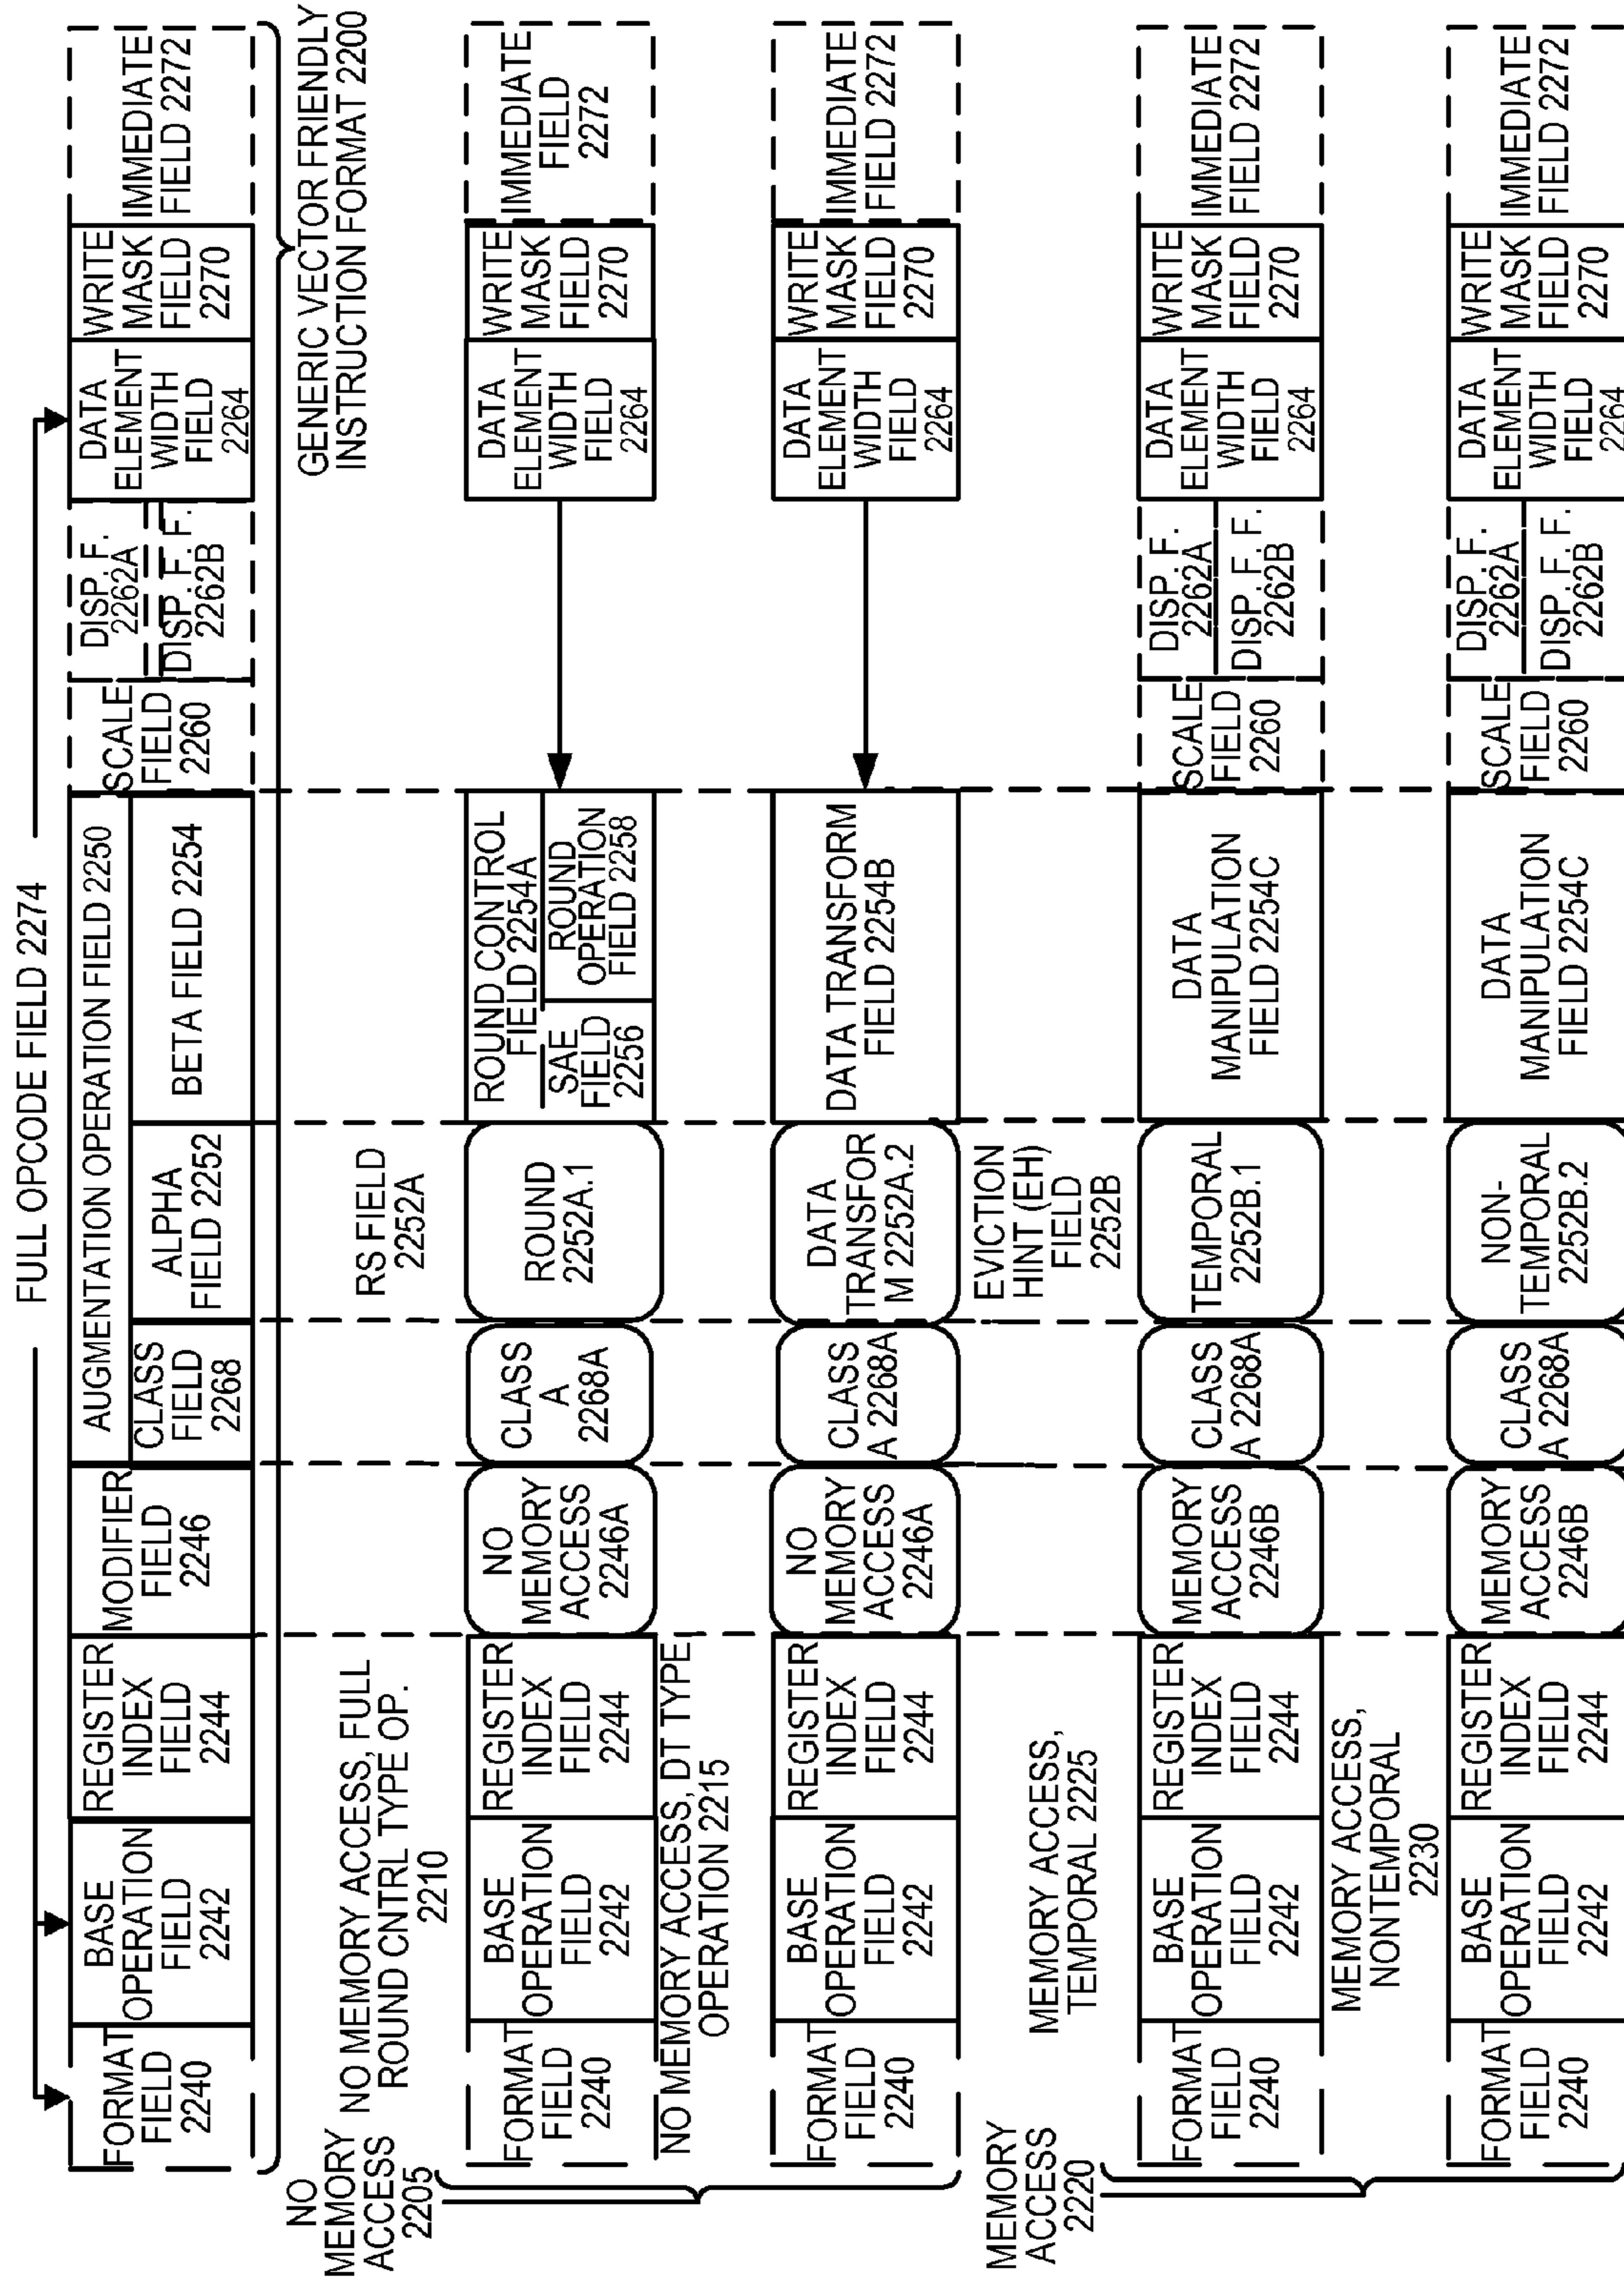 FULL OPCODE FIELD 2274
FORMAT
FIELD
2240
BASE
OPERATION
FIELD
2242
REGISTER
INDEX
FIELD
2244
MODIFIER
FIELD
2246
AUGMENTATION OPERATION FIELD 2250
CLASS
FIELD
2268
ALPHA
FIELD 2252
BETA FIELD 2254
SCALE
FIELD
2260
DISP. F.
2262A
DISP. F. F.
2262B
DATA
ELEMENT
WIDTH
FIELD
2264
WRITE
MASK
FIELD
2270
IMMEDIATE
FIELD 2272
GENERIC VECTOR FRIENDLY
INSTRUCTION FORMAT 2200
NO
MEMORY
ACCESS
2205
NO MEMORY ACCESS, FULL
ROUND CNTRL TYPE OP.
2210
RS FIELD
2252A
FORMAT
FIELD
2240
BASE
OPERATION
FIELD
2242
REGISTER
INDEX
FIELD
2244
NO
MEMORY
ACCESS
2246A
CLASS
A
2268A
ROUND
2252A.1
ROUND CONTROL
FIELD 2254A
SAE
FIELD
2256
ROUND
OPERATION
FIELD 2258
DATA
ELEMENT
WIDTH
FIELD
2264
WRITE
MASK
FIELD
2270
IMMEDIATE
FIELD
2272
NO MEMORY ACCESS, DT TYPE
OPERATION 2215
FORMAT
FIELD
2240
BASE
OPERATION
FIELD
2242
REGISTER
INDEX
FIELD
2244
NO
MEMORY
ACCESS
2246A
CLASS
A 2268A
DATA
TRANSFOR
M 2252A.2
DATA TRANSFORM
FIELD 2254B
DATA
ELEMENT
WIDTH
FIELD
2264
WRITE
MASK
FIELD
2270
IMMEDIATE
FIELD 2272
MEMORY
ACCESS
2220
MEMORY ACCESS,
TEMPORAL 2225
EVICTION
HINT (EH)
FIELD
2252B
FORMAT
FIELD
2240
BASE
OPERATION
FIELD
2242
REGISTER
INDEX
FIELD
2244
MEMORY
ACCESS
2246B
CLASS
A 2268A
TEMPORAL
2252B.1
DATA
MANIPULATION
FIELD 2254C
SCALE
FIELD
2260
DISP. F.
2262A
DISP. F. F.
2262B
DATA
ELEMENT
WIDTH
FIELD
2264
WRITE
MASK
FIELD
2270
IMMEDIATE
FIELD 2272
MEMORY ACCESS,
NONTEMPORAL
2230
FORMAT
FIELD
2240
BASE
OPERATION
FIELD
2242
REGISTER
INDEX
FIELD
2244
MEMORY
ACCESS
2246B
CLASS
A 2268A
NON-
TEMPORAL
2252B.2
DATA
MANIPULATION
FIELD 2254C
SCALE
FIELD
2260
DISP. F.
2262A
DISP. F. F.
2262B
DATA
ELEMENT
WIDTH
FIELD
2264
WRITE
MASK
FIELD
2270
IMMEDIATE
FIELD 2272